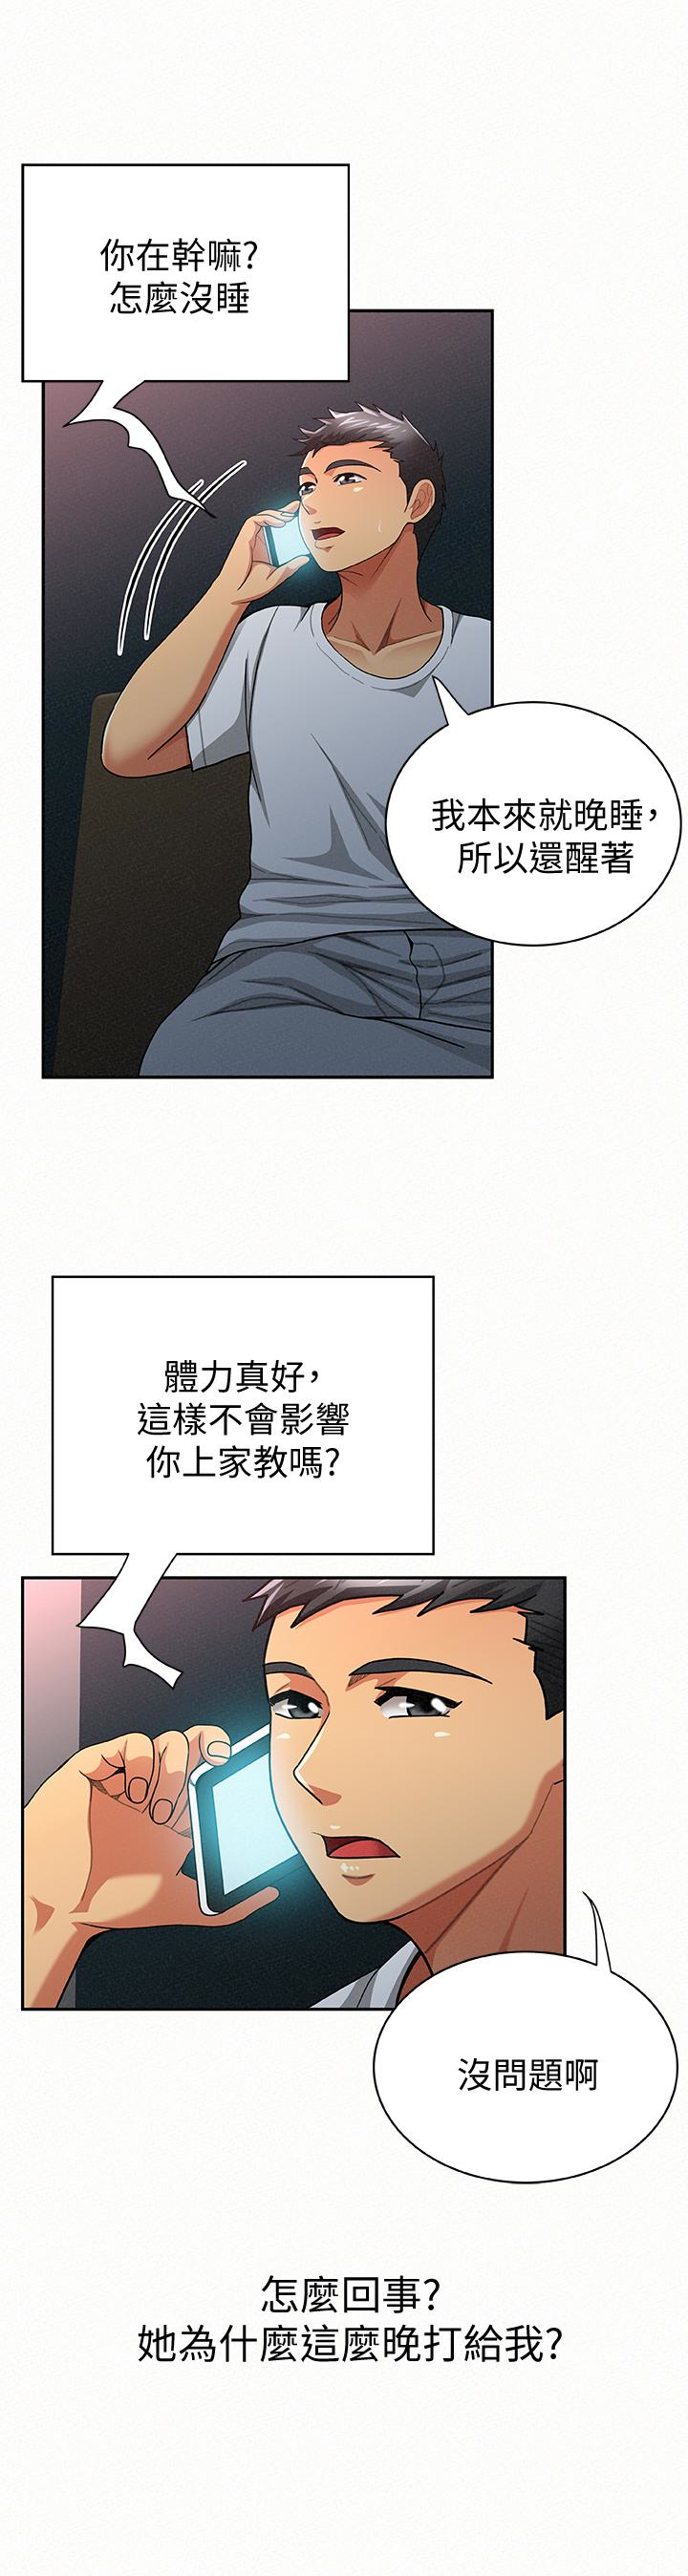 你在幹嘛?
怎麼沒睡
我本來就晚睡，
所以還醒著
體力真好，
這樣不會影響
你上家教嗎?
沒問題啊
怎麼回事?
她為什麼這麼晚打給我?